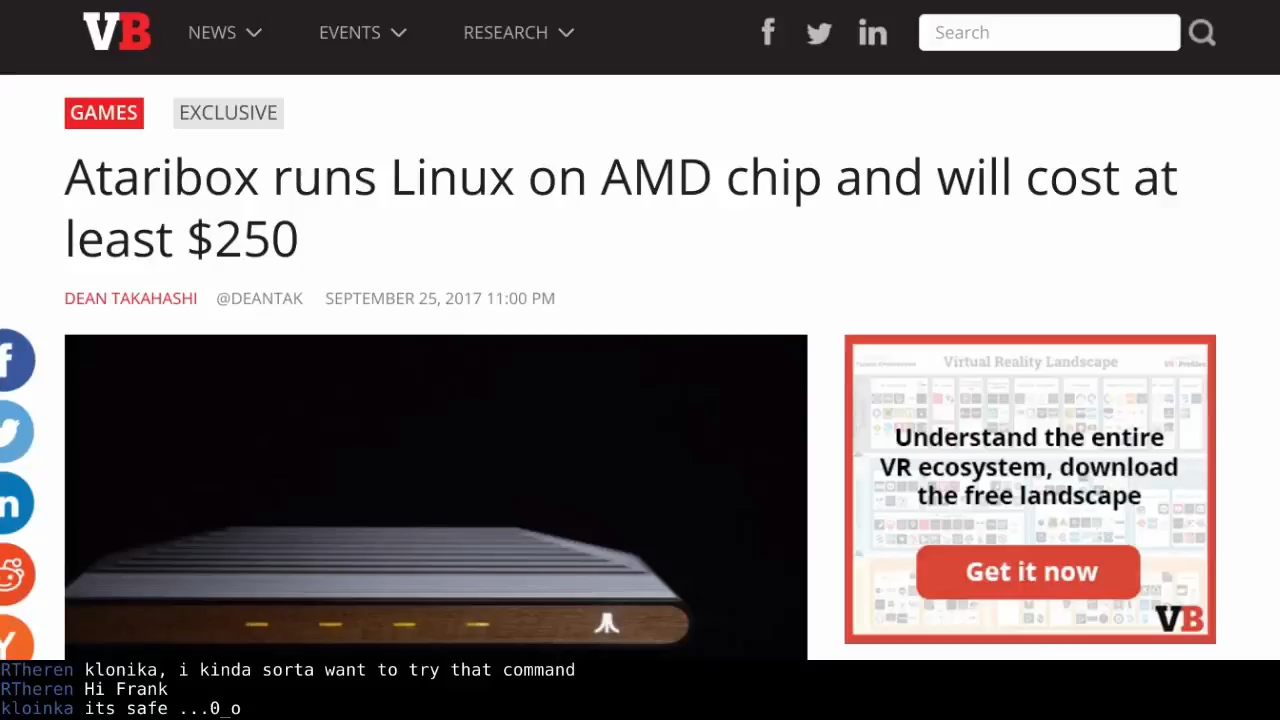 VB
NEWS
EVENTS
RESEARCH
f
in
Search
GAMES
EXCLUSIVE
Ataribox runs Linux on AMD chip and will cost at
least $250
DEAN TAKAHASHI @DEANTAK SEPTEMBER 25, 2017 11:00 PM
Virtual Reality Landscape
Understand the entire
VR ecosystem, download
the free landscape
Get it now
VB
RTheren klonika, i kinda sorta want to try that command
RTheren Hi Frank
kloinka its safe ...0_o